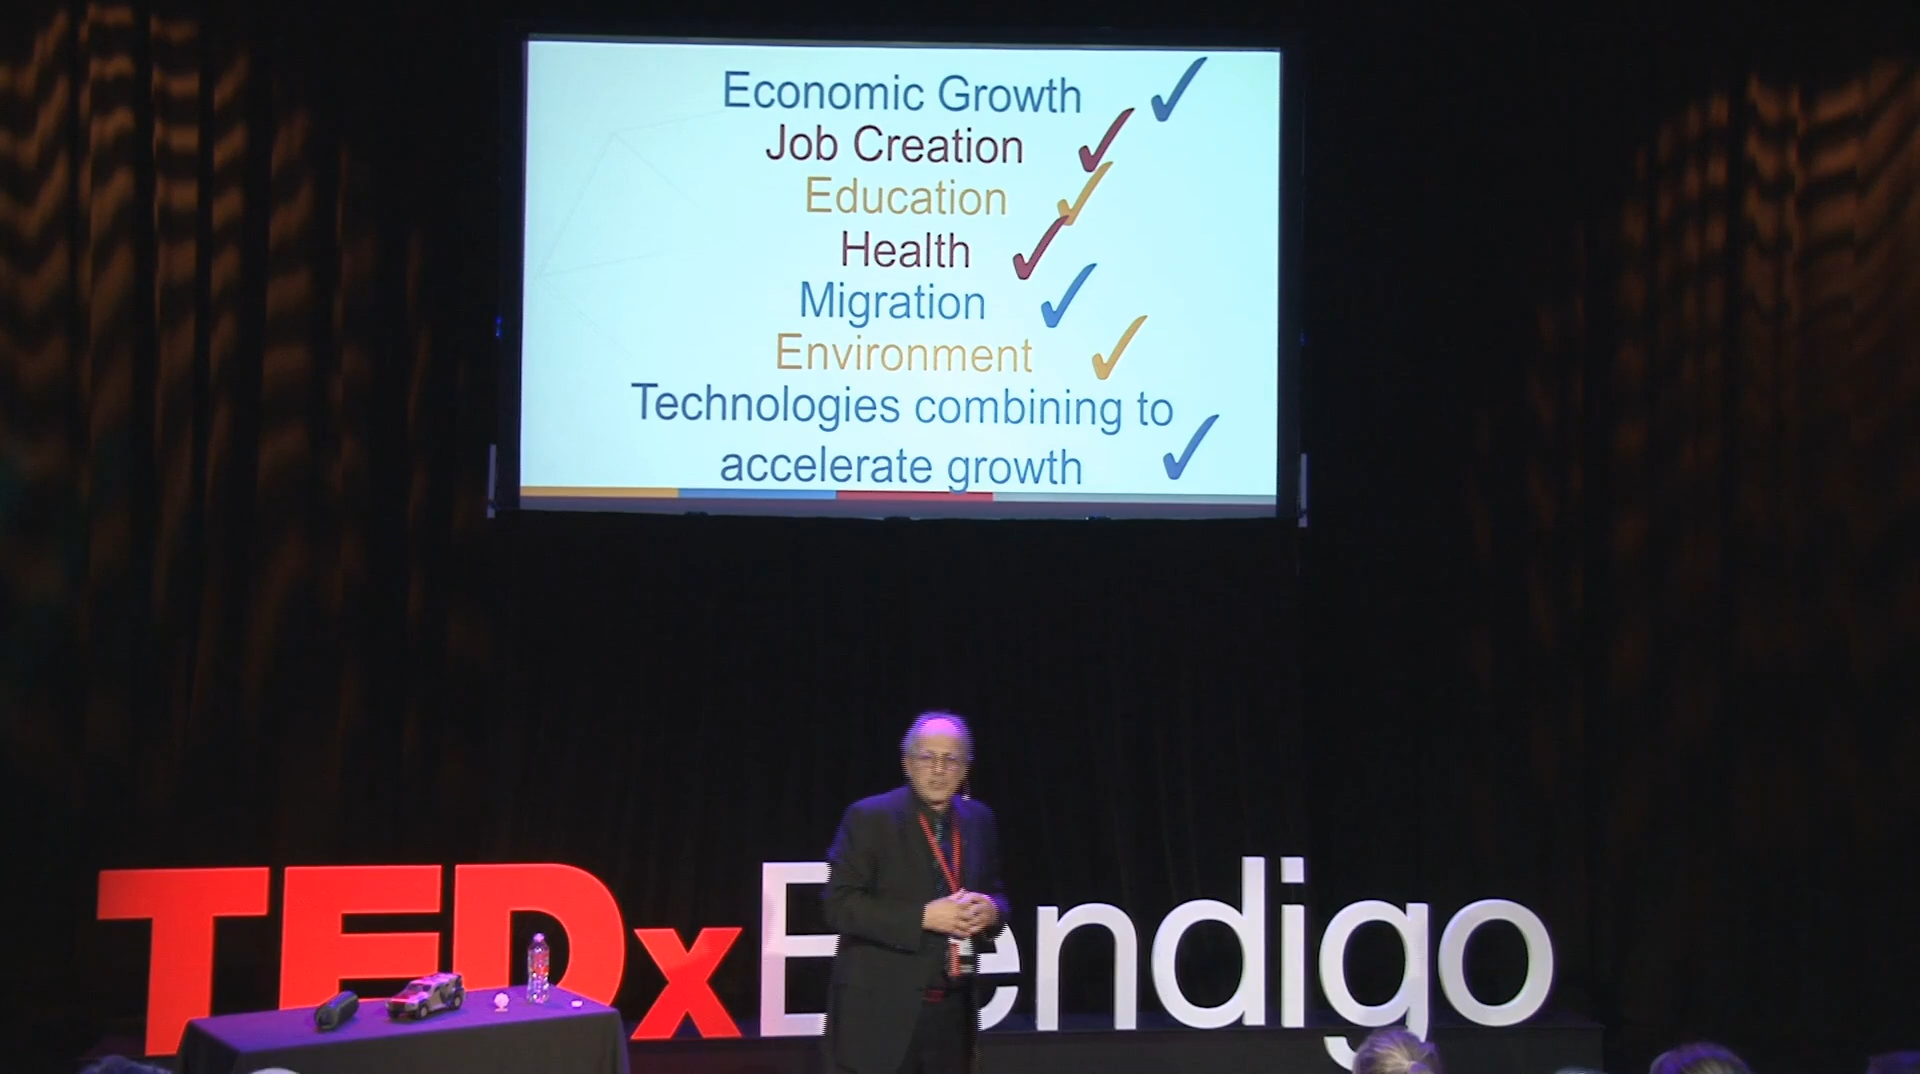 Economic Growth
Job Creation
Education
Health
Migration
Environment
Technologies combining to
accelerate growth
TEDxBendigo